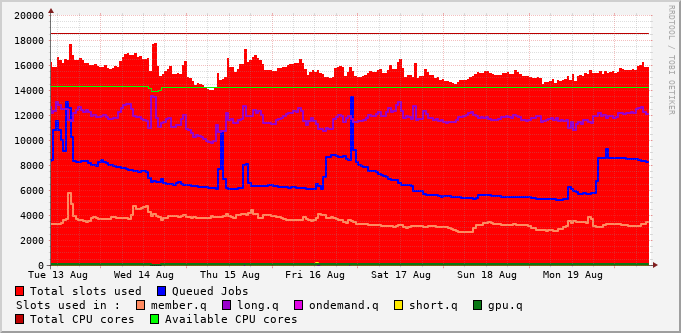 RRDTOOL / TOBI OETIKER
20000
18000
16000
14000
12000
10000
8000
6000
4000
2000
0
Tue 13 Aug Wed 14 Aug Thu 15 Aug Fri 16 Aug Sat 17 Aug Sun 18 Aug Mon 19 Aug
Total slots used Queued Jobs
Slots used in : member.q long.q ondemand.q short.q gpu.q
Total CPU cores Available CPU cores